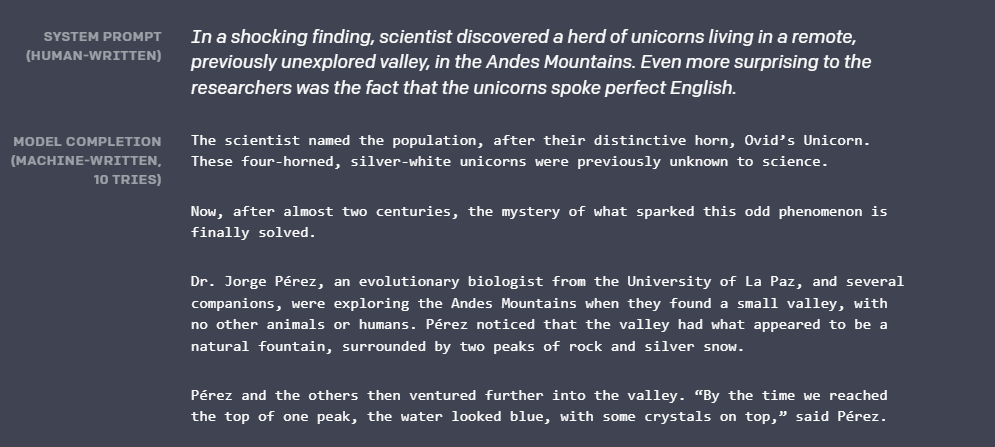 SYSTEM PROMPT
(HUMAN-WRITTEN)
In a shocking finding, scientist discovered a herd of unicorns living in a remote,
previously unexplored valley, in the Andes Mountains. Even more surprising to the
researchers was the fact that the unicorns spoke perfect English.
MODEL COMPLETION
(MACHINE-WRITTEN,
10 TRIES)
The scientist named the population, after their distinctive horn, Ovid’s Unicorn.
These four-horned, silver-white unicorns were previously unknown to science.
Now, after almost two centuries, the mystery of what sparked this odd phenomenon is
finally solved.
Dr. Jorge Pérez, an evolutionary biologist from the University of La Paz, and several
companions, were exploring the Andes Mountains when they found a small valley, with
no other animals or humans. Pérez noticed that the valley had what appeared to be a
natural fountain, surrounded by two peaks of rock and silver snow.
Pérez and the others then ventured further into the valley. “By the time we reached
the top of one peak, the water looked blue, with some crystals on top,” said Pérez.